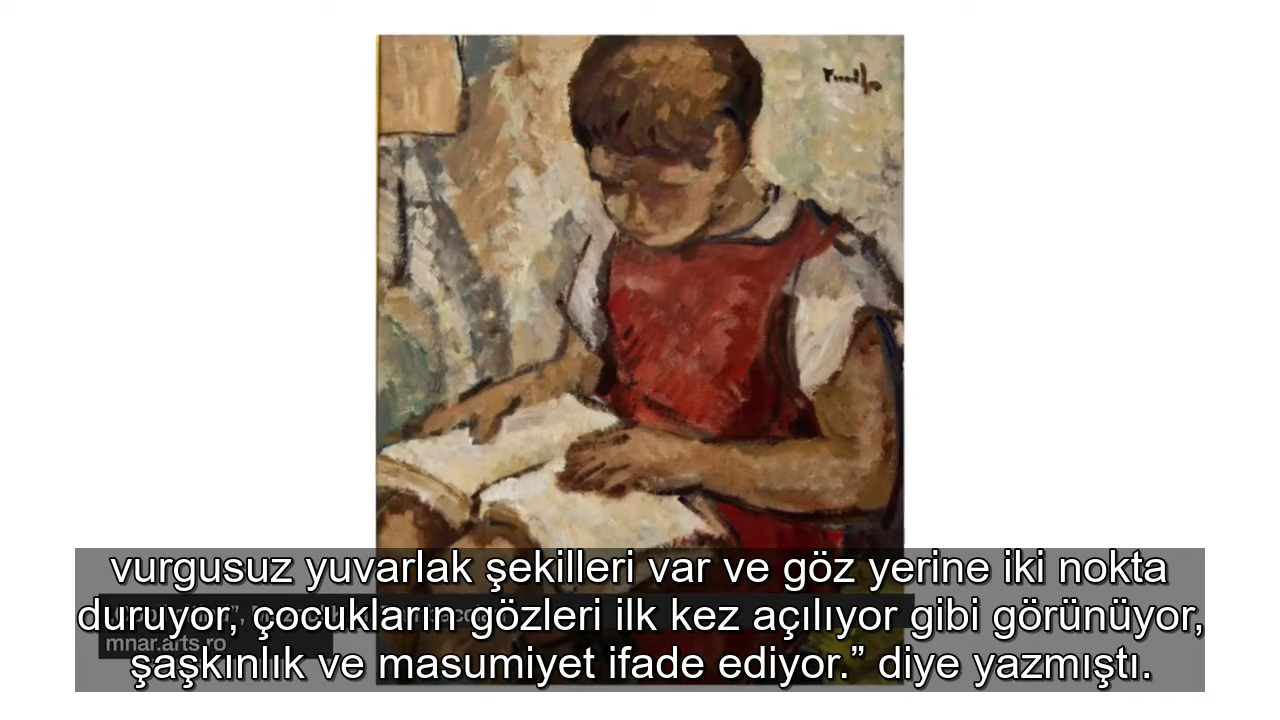 vurgusuz yuvarlak şekilleri var ve göz yerine iki nokta
duruyor, çocukların gözleri ilk kez açılıyor gibi görünüyor,
mnar.arts.ro
şaşkınlık ve masumiyet ifade ediyor.” diye yazmıştı.